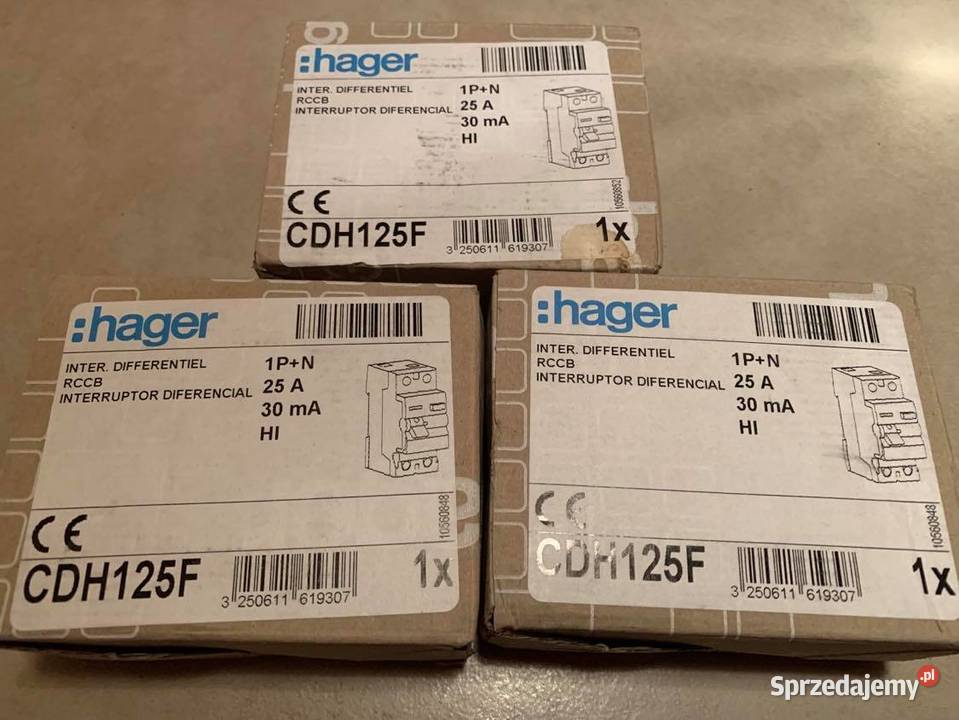 :hager
INTER. DIFFERENTIEL 1P+N
RCCB 25 A
INTERRUPTOR DIFERENCIAL 30 mA
HI
10560852
CE
CDH125F 3 250611 619307 1x
:hager
INTER. DIFFERENTIEL 1P+N
RCCB 25 A
INTERRUPTOR DIFERENCIAL 30 mA
HI
10560848
CE
CDH125F 3 250611 619307 1x
:hager
INTER. DIFFERENTIEL 1P+N
RCCB 25 A
INTERRUPTOR DIFERENCIAL 30 mA
HI
10560848
CE
CDH125F 3 250611 619307 1x
Sprzedajemy.pl